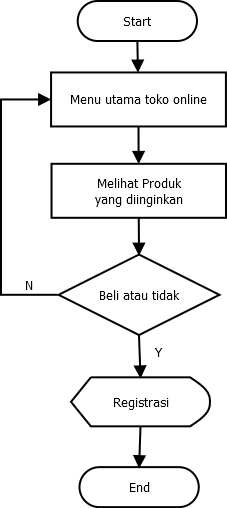 Start
Menu utama toko online
Melihat Produk
yang diinginkan
Beli atau tidak
N
Y
Registrasi
End